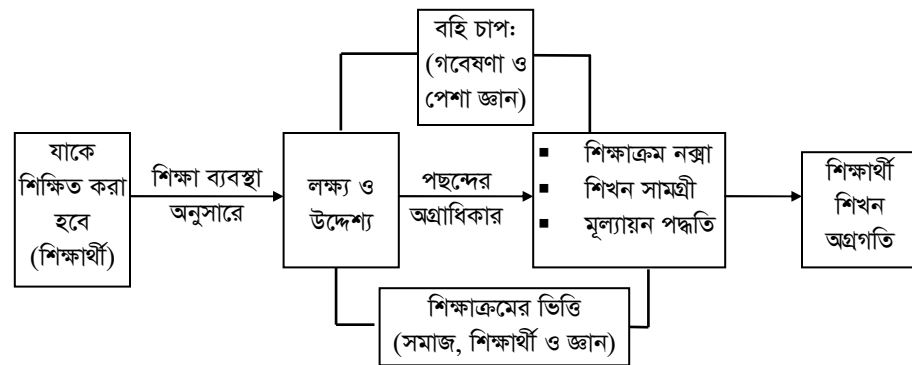 বহি চাপ:
(গবেষণা ও
পেশা জ্ঞান)
যাকে
শিক্ষিত করা
হবে
(শিক্ষার্থী)
শিক্ষা ব্যবস্থা
অনুসারে
লক্ষ্য ও
উদ্দেশ্য
পছন্দের
অগ্রাধিকার
▪ শিক্ষাক্রম নক্সা
▪ শিখন সামগ্রী
▪ মূল্যায়ন পদ্ধতি
শিক্ষার্থী
শিখন
অগ্রগতি
শিক্ষাক্রমের ভিত্তি
(সমাজ, শিক্ষার্থী ও জ্ঞান)